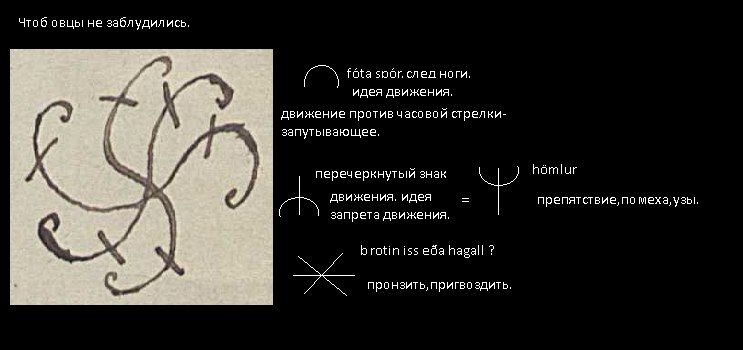 Чтоб овцы не заблудились.
fóta spór. след ноги.
идея движения.
движение против часовой стрелки-
запутывающее.
перечеркнутый знак
движения. идея
запрета движения.
=
hömlur
препятствие,помеха,узы.
brotin iss eða hagall ?
пронзить,пригвоздить.